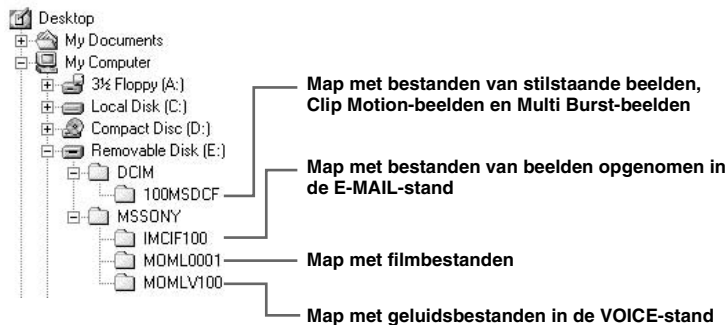 Desktop
My Documents
My Computer
3½ Floppy (A:)
Local Disk (C:)
Compact Disc (D:)
Removable Disk (E:)
DCIM
100MSDCF
MSSONY
IMCIF100
MOML0001
MOMLV100
Map met bestanden van stilstaande beelden,
Clip Motion-beelden en Multi Burst-beelden
Map met bestanden van beelden opgenomen in
de E-MAIL-stand
Map met filmbestanden
Map met geluidsbestanden in de VOICE-stand